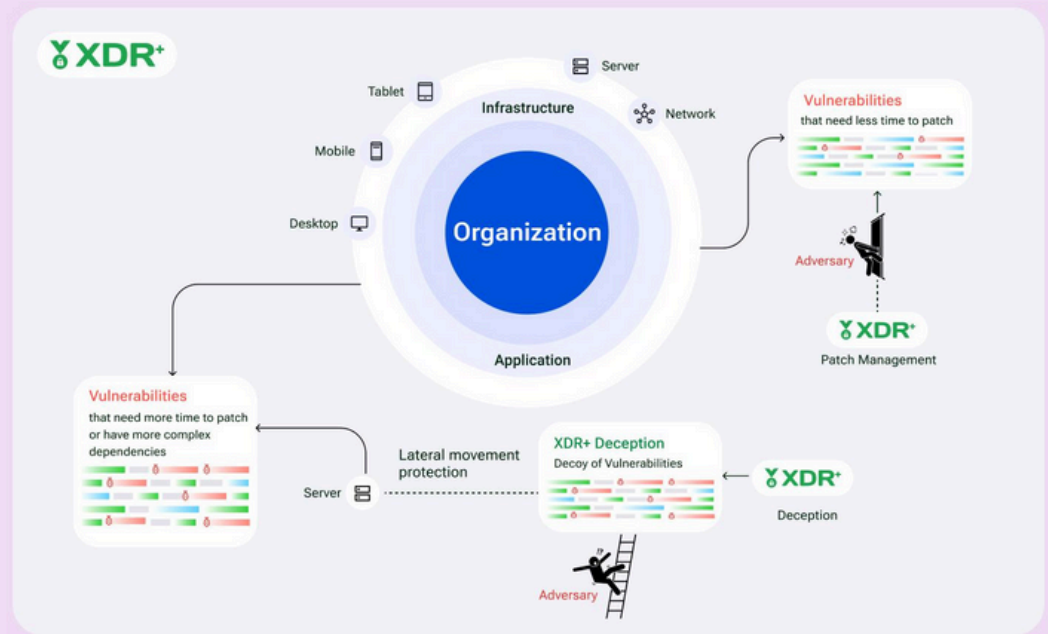 XDR+
Server
Tablet
Infrastructure
Network
Mobile
Desktop
Organization
Application
Vulnerabilities
that need less time to patch
Adversary
XDR+
Patch Management
Vulnerabilities
that need more time to patch
or have more complex
dependencies
Server
Lateral movement
protection
XDR+ Deception
Decoy of Vulnerabilities
XDR+
Deception
!?
Adversary